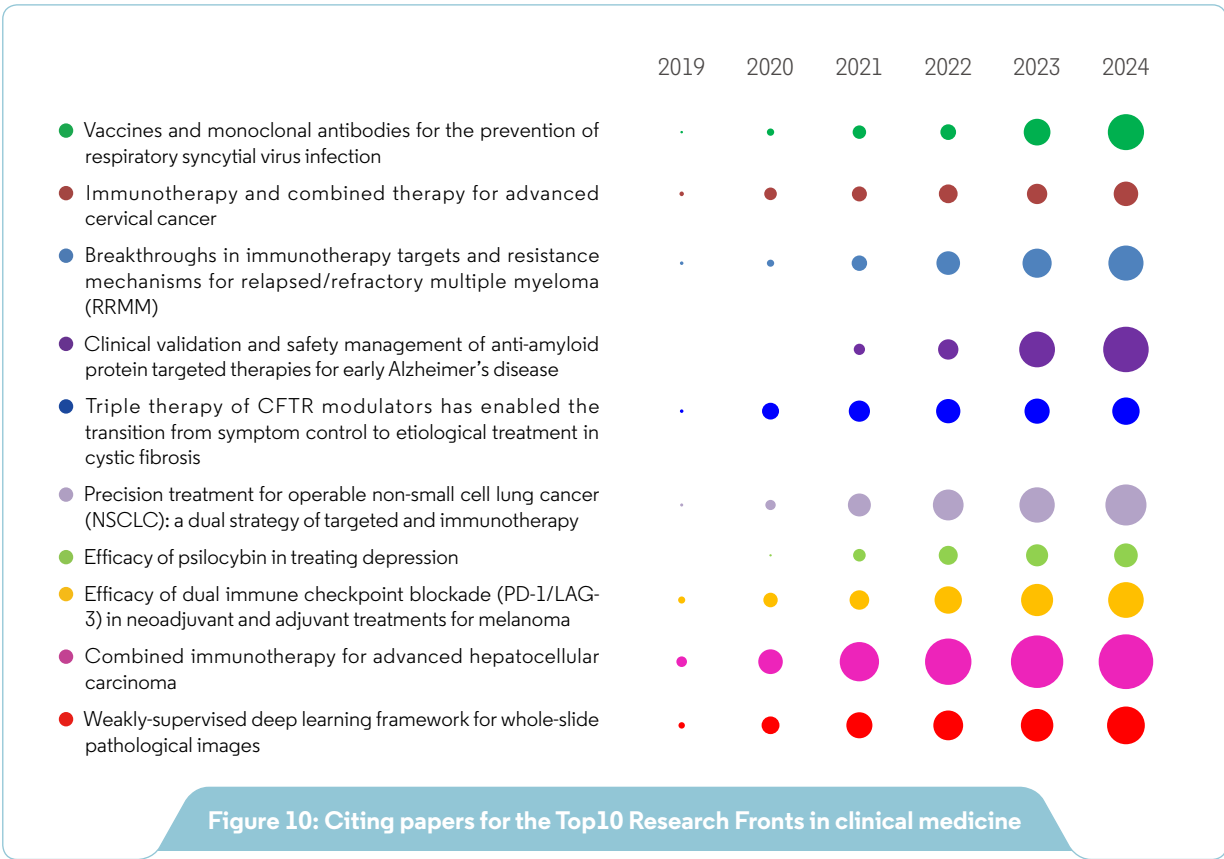 2019 2020 2021 2022 2023 2024
Vaccines and monoclonal antibodies for the prevention of
respiratory syncytial virus infection
Immunotherapy and combined therapy for advanced
cervical cancer
Breakthroughs in immunotherapy targets and resistance
mechanisms for relapsed/refractory multiple myeloma
(RRMM)
Clinical validation and safety management of anti-amyloid
protein targeted therapies for early Alzheimer’s disease
Triple therapy of CFTR modulators has enabled the
transition from symptom control to etiological treatment in
cystic fibrosis
Precision treatment for operable non-small cell lung cancer
(NSCLC): a dual strategy of targeted and immunotherapy
Efficacy of psilocybin in treating depression
Efficacy of dual immune checkpoint blockade (PD-1/LAG-
3) in neoadjuvant and adjuvant treatments for melanoma
Combined immunotherapy for advanced hepatocellular
carcinoma
Weakly-supervised deep learning framework for whole-slide
pathological images
Figure 10: Citing papers for the Top10 Research Fronts in clinical medicine